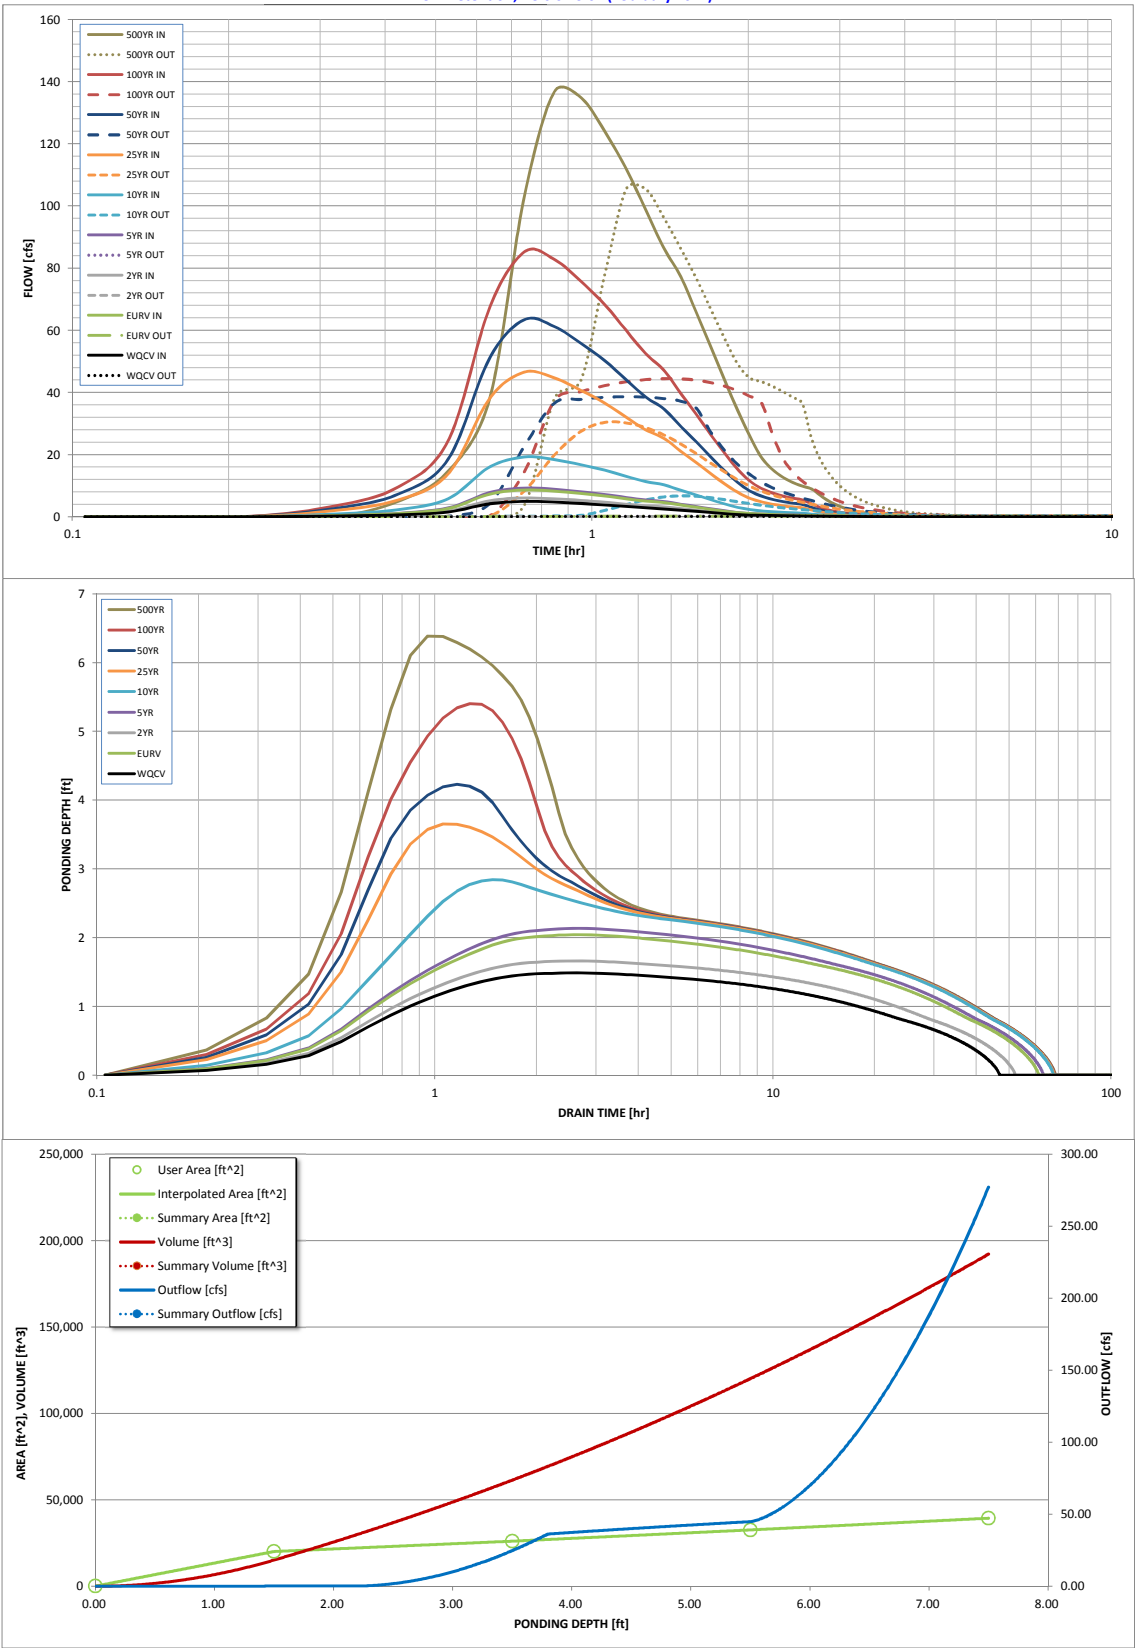 160
140
120
100
80
60
40
20
0
FLOW [cfs]
500YR IN
500YR OUT
100YR IN
100YR OUT
50YR IN
50YR OUT
25YR IN
25YR OUT
10YR IN
10YR OUT
5YR IN
5YR OUT
2YR IN
2YR OUT
EURV IN
EURV OUT
WQCV IN
WQCV OUT
0.1
1
10
TIME [hr]
7
6
5
4
3
2
1
0
PONDING DEPTH [ft]
500YR
100YR
50YR
25YR
10YR
5YR
2YR
EURV
WQCV
0.1
1
10
100
DRAIN TIME [hr]
250,000
200,000
150,000
100,000
50,000
0
AREA [ft^2], VOLUME [ft^3]
User Area [ft^2]
Interpolated Area [ft^2]
Summary Area [ft^2]
Volume [ft^3]
Summary Volume [ft^3]
Outflow [cfs]
Summary Outflow [cfs]
300.00
250.00
200.00
150.00
100.00
50.00
0.00
OUTFLOW [cfs]
0.00
1.00
2.00
3.00
4.00
5.00
6.00
7.00
8.00
PONDING DEPTH [ft]